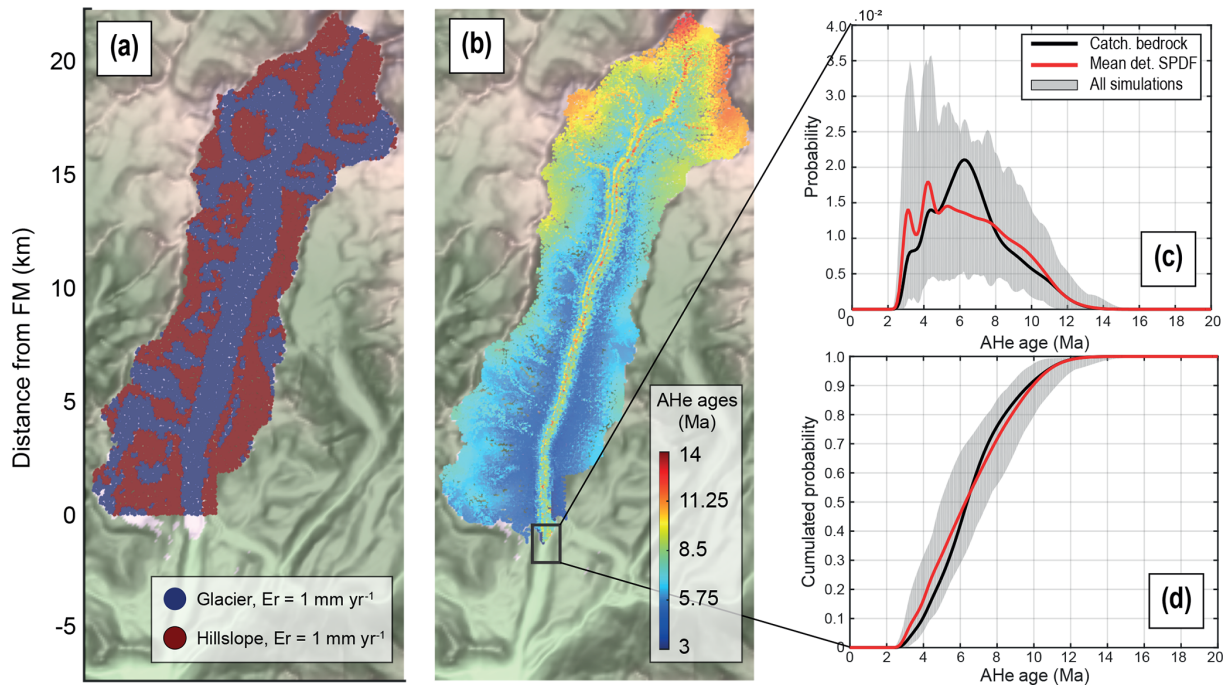 (a)
(b)
(c)
(d)
Distance from FM (km)
20
15
10
5
0
-5
Glacier, Er = 1 mm yr-1
Hillslope, Er = 1 mm yr-1
AHe ages
(Ma)
14
11.25
8.5
5.75
3
.10-2
4.0
3.5
3.0
2.5
2.0
1.5
1.0
0.5
0
Probability
Catch. bedrock
Mean det. SPDF
All simulations
0 2 4 6 8 10 12 14 16 18 20
AHe age (Ma)
1.0
0.9
0.8
0.7
0.6
0.5
0.4
0.3
0.2
0.1
0
Cumulated probability
0 2 4 6 8 10 12 14 16 18 20
AHe age (Ma)